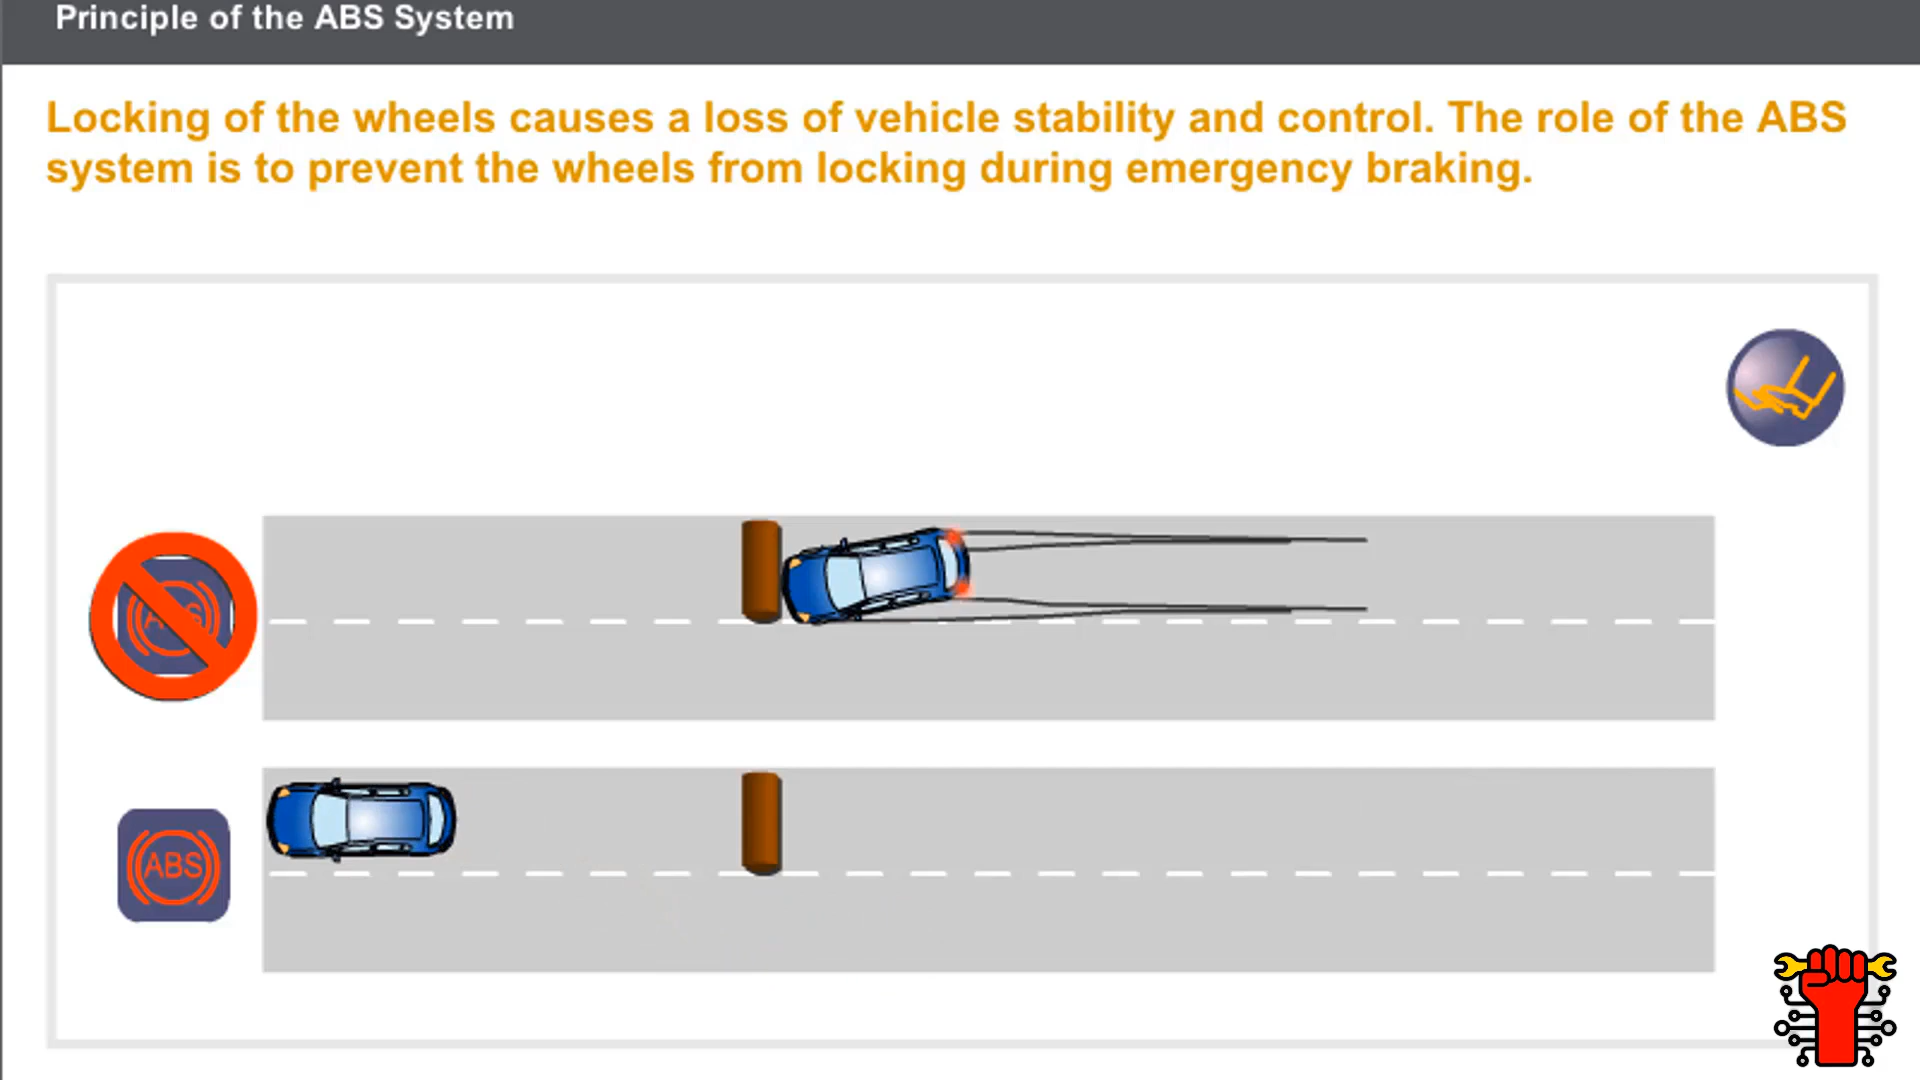 Principle of the ABS System
Locking of the wheels causes a loss of vehicle stability and control. The role of the ABS
system is to prevent the wheels from locking during emergency braking.
ABS
ABS